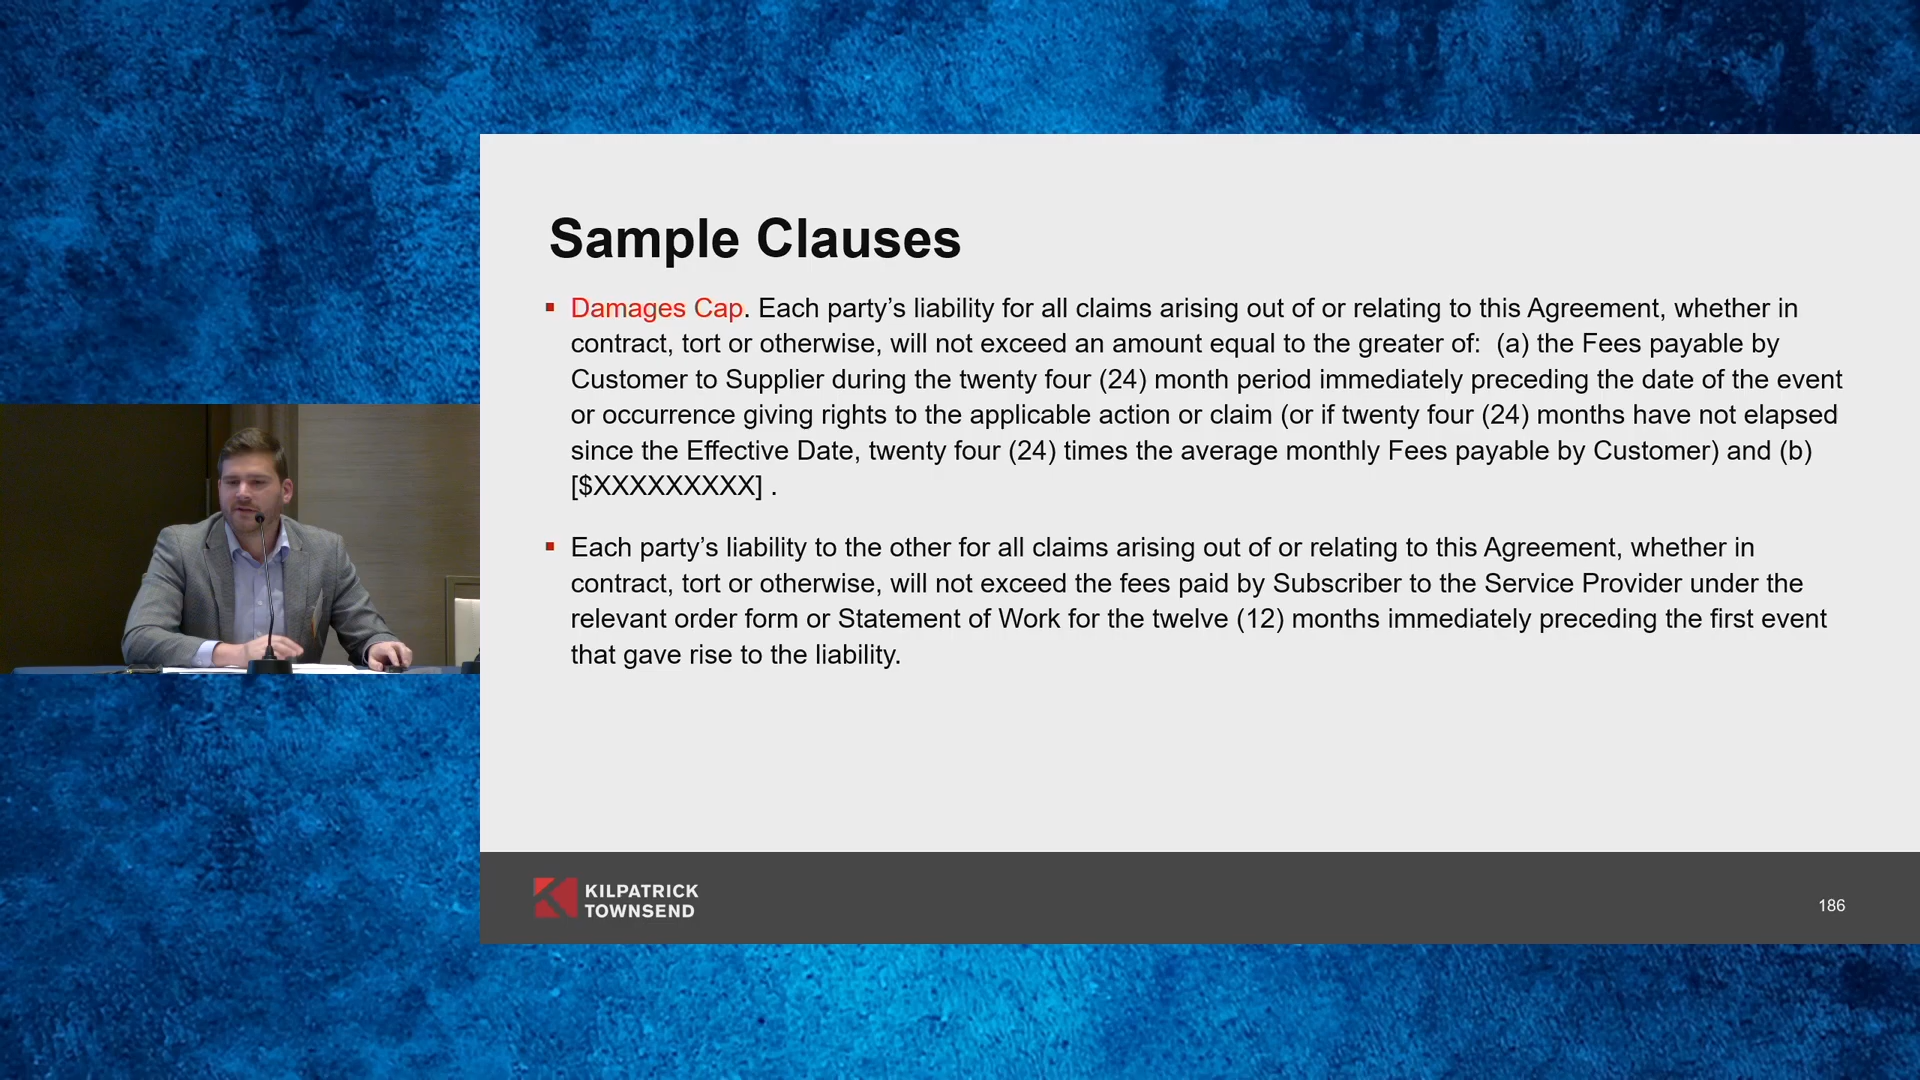 Sample Clauses
Damages Cap. Each party’s liability for all claims arising out of or relating to this Agreement, whether in
contract, tort or otherwise, will not exceed an amount equal to the greater of:  (a) the Fees payable by
Customer to Supplier during the twenty four (24) month period immediately preceding the date of the event
or occurrence giving rights to the applicable action or claim (or if twenty four (24) months have not elapsed
since the Effective Date, twenty four (24) times the average monthly Fees payable by Customer) and (b)
[$XXXXXXXXX] .
Each party’s liability to the other for all claims arising out of or relating to this Agreement, whether in
contract, tort or otherwise, will not exceed the fees paid by Subscriber to the Service Provider under the
relevant order form or Statement of Work for the twelve (12) months immediately preceding the first event
that gave rise to the liability.
KILPATRICK
TOWNSEND
186